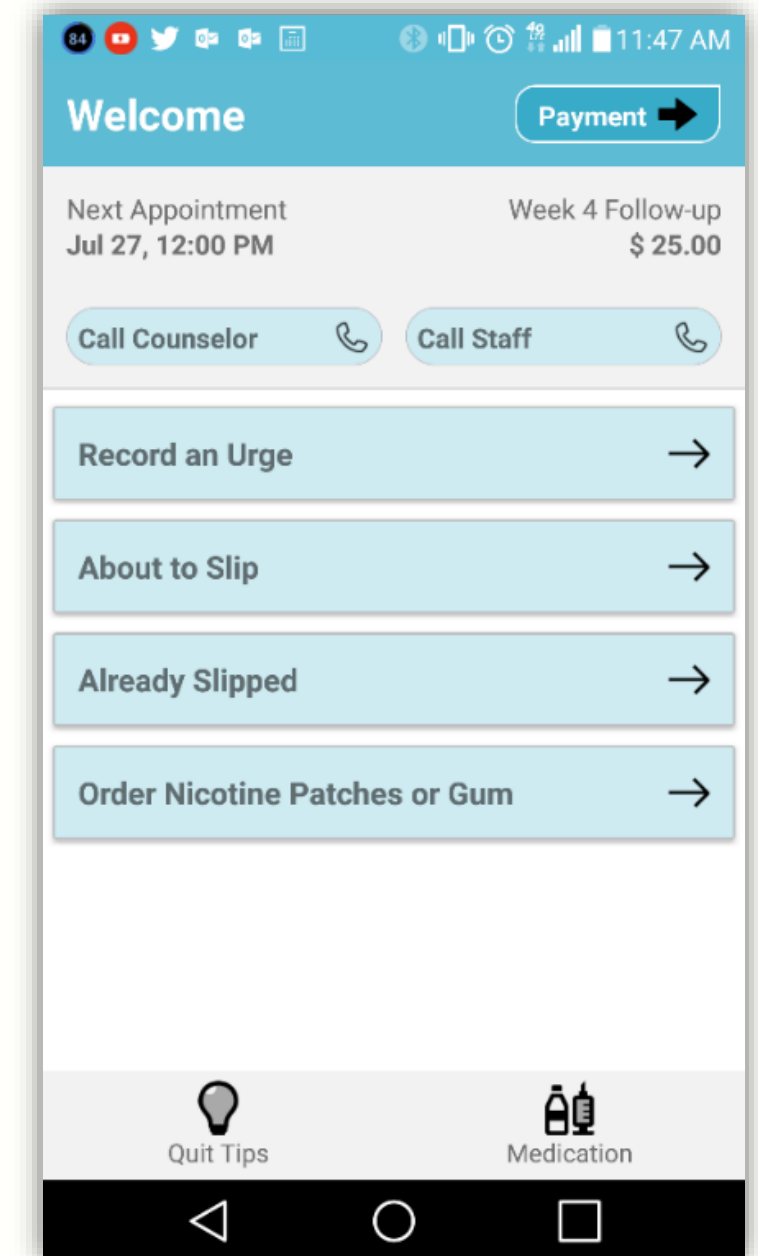 84 11:47 AM
Welcome
Payment
Next Appointment Week 4 Follow-up
Jul 27, 12:00 PM $ 25.00
Call Counselor Call Staff
Record an Urge
About to Slip
Already Slipped
Order Nicotine Patches or Gum
Quit Tips Medication